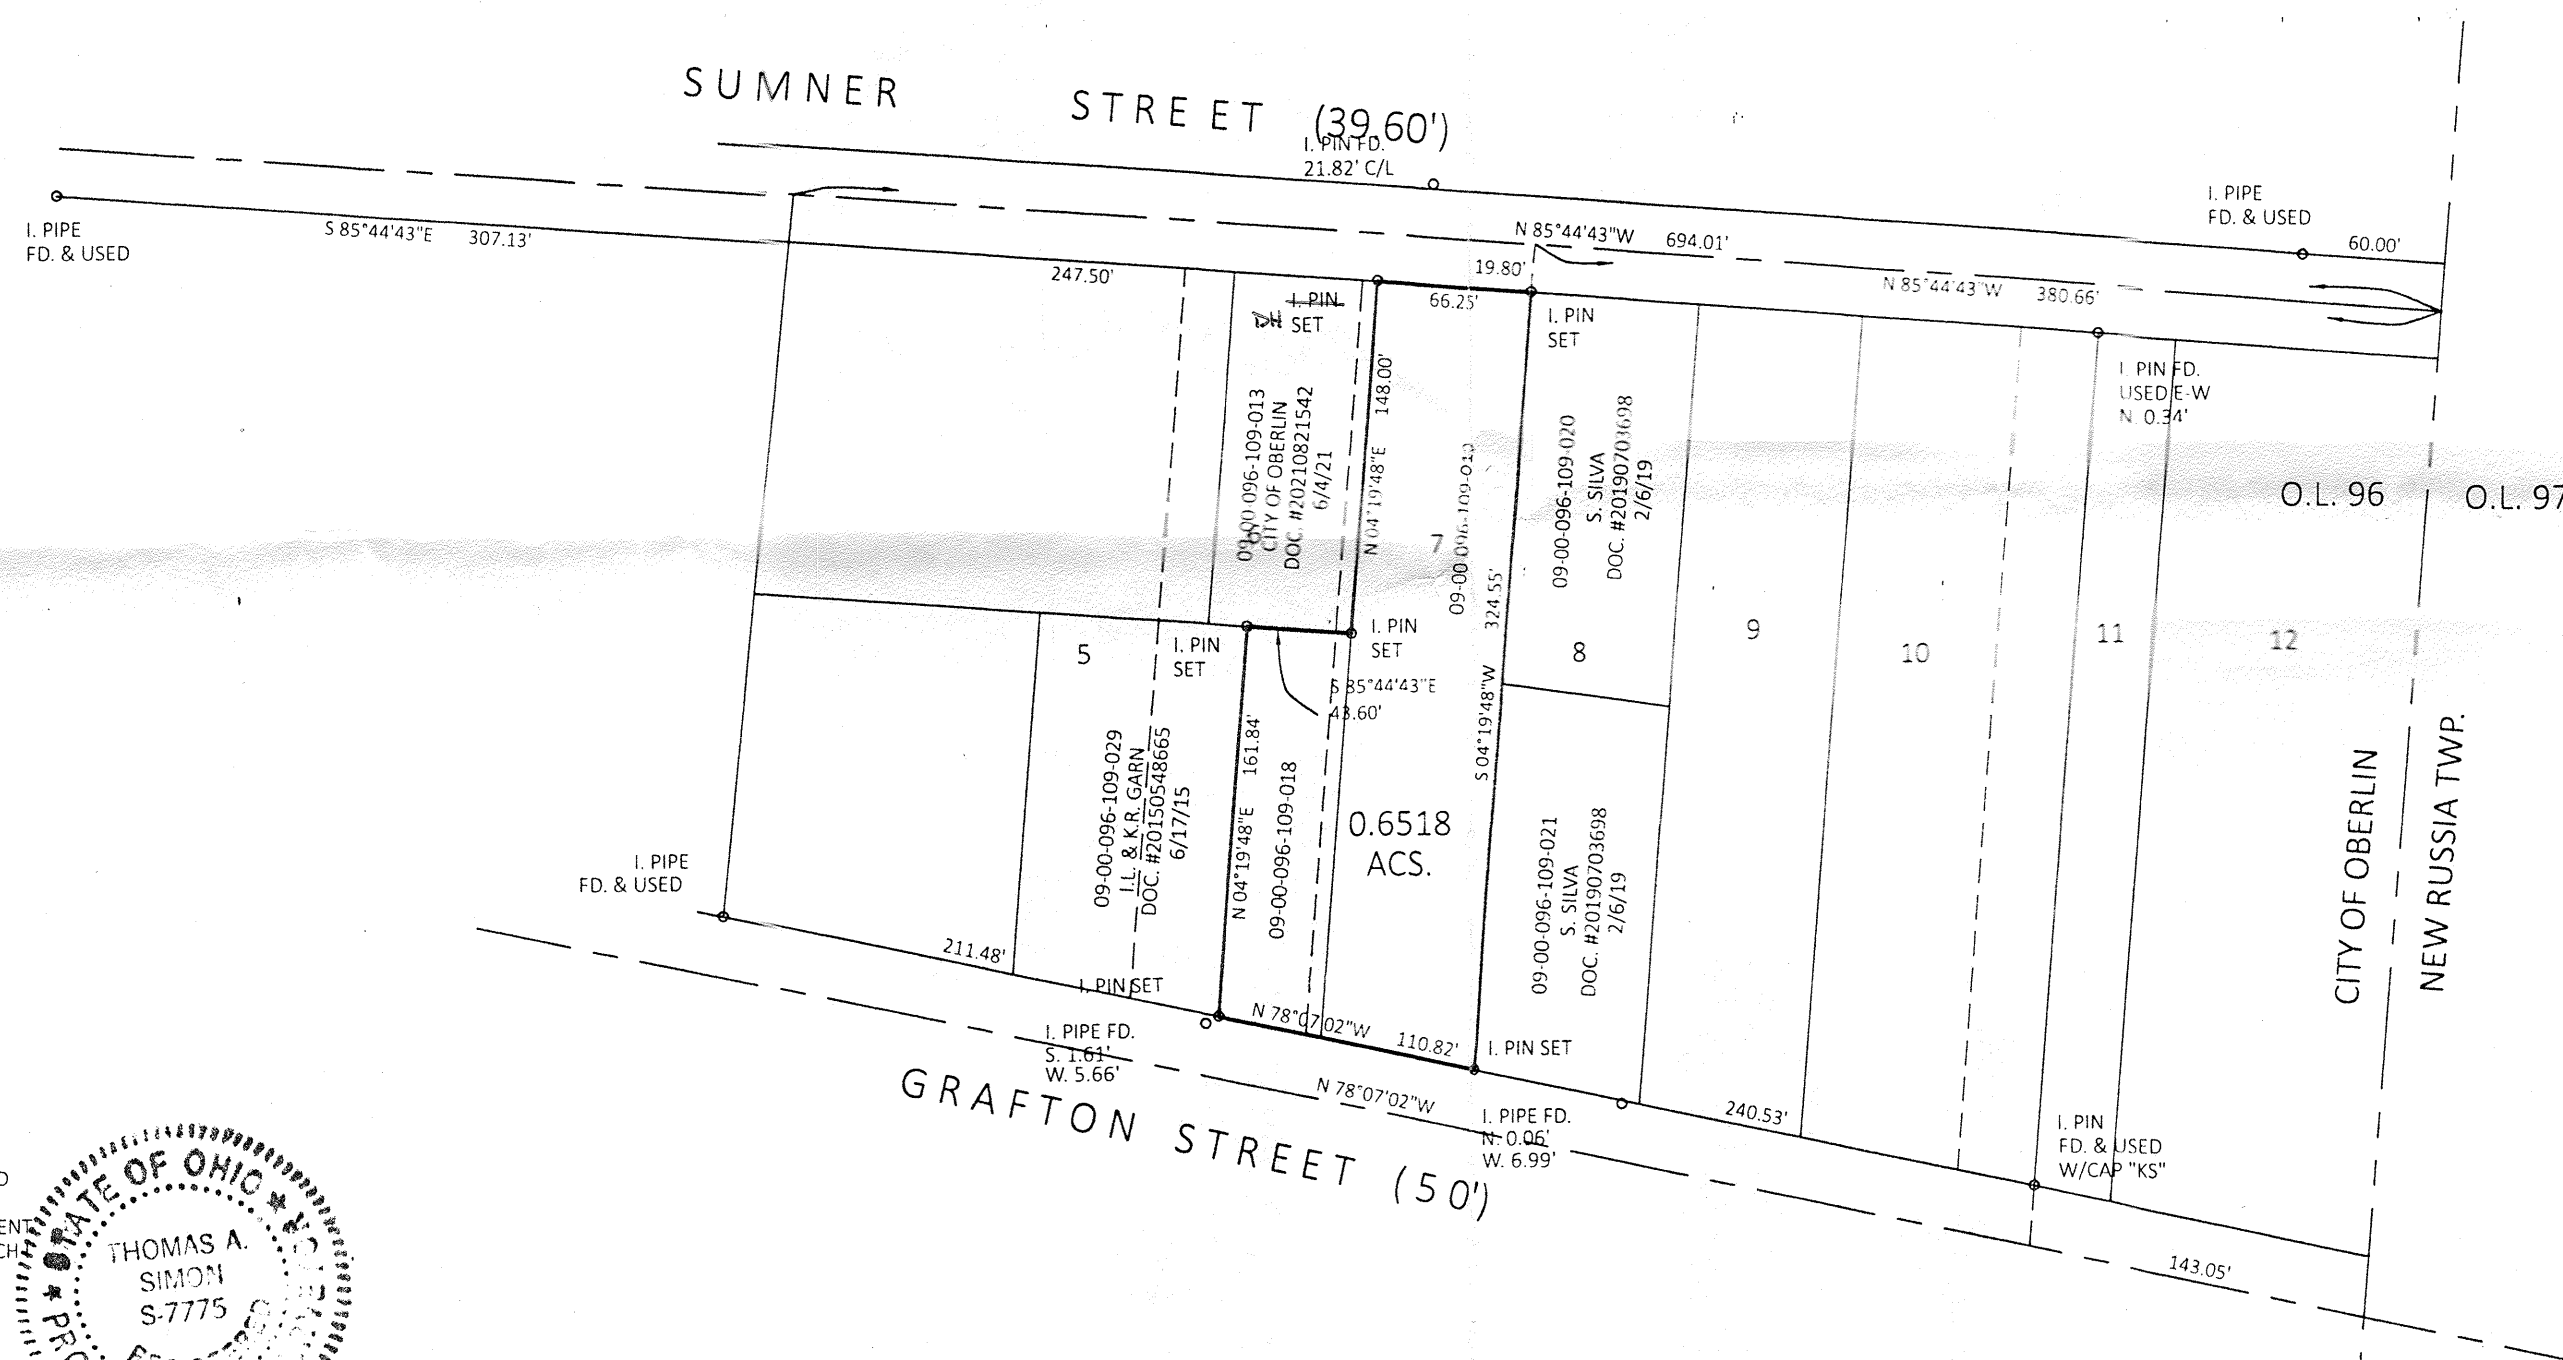 SUMNER STREET (39.60')
I. PIN FD.
21.82' C/L
I. PIPE
FD. & USED
S 85°44'43"E 307.13'
247.50'
N 85°44'43"W 694.01'
19.80'
66.25'
N 85°44'43"W 380.66'
I. PIPE
FD. & USED
60.00'
I. PIN
DH SET
I. PIN
SET
I. PIN FD.
USED E-W
N. 0.34'
09-00-096-109-013
CITY OF OBERLIN
DOC. #20210821542
6/4/21
6
N 04°19'48"E 148.00'
7
S 04°19'48"W 324.55'
09-00-096-109-020
S. SILVA
DOC. #20190703698
2/6/19
O.L. 96
O.L. 97
5
I. PIN
SET
I. PIN
SET
S 85°44'43"E
43.60'
8
9
10
11
12
09-00-096-109-029
I.L. & K.R. GARN
DOC. #20150548665
6/17/15
N 04°19'48"E 161.84'
09-00-096-109-018
0.6518
ACS.
09-00-096-109-021
S. SILVA
DOC. #20190703698
2/6/19
CITY OF OBERLIN
NEW RUSSIA TWP.
I. PIPE
FD. & USED
211.48'
I. PIN SET
I. PIPE FD.
S. 1.61'
W. 5.66'
N 78°07'02"W 110.82'
I. PIN SET
N 78°07'02"W
I. PIPE FD.
N. 0.06'
W. 6.99'
240.53'
I. PIN
FD. & USED
W/CAP "KS"
143.05'
GRAFTON STREET (50')
STATE OF OHIO
THOMAS A.
SIMON
S-7775